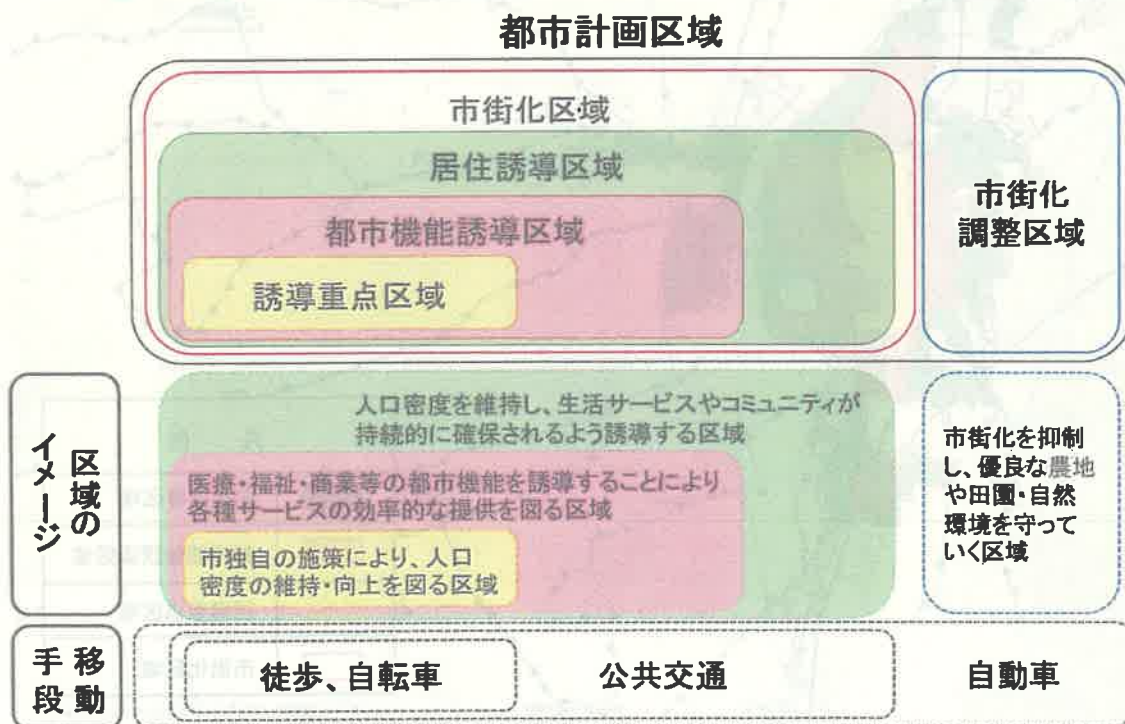 都市計画区域
市街化区域
居住誘導区域
都市機能誘導区域
誘導重点区域
市街化
調整区域
区域の
イメージ
人口密度を維持し、生活サービスやコミュニティが
持続的に確保されるよう誘導する区域
医療・福祉・商業等の都市機能を誘導することにより
各種サービスの効率的な提供を図る区域
市独自の施策により、人口
密度の維持・向上を図る区域
市街化を抑制
し、優良な農地
や田園・自然
環境を守って
いく区域
移動
手段
徒歩、自転車
公共交通
自動車